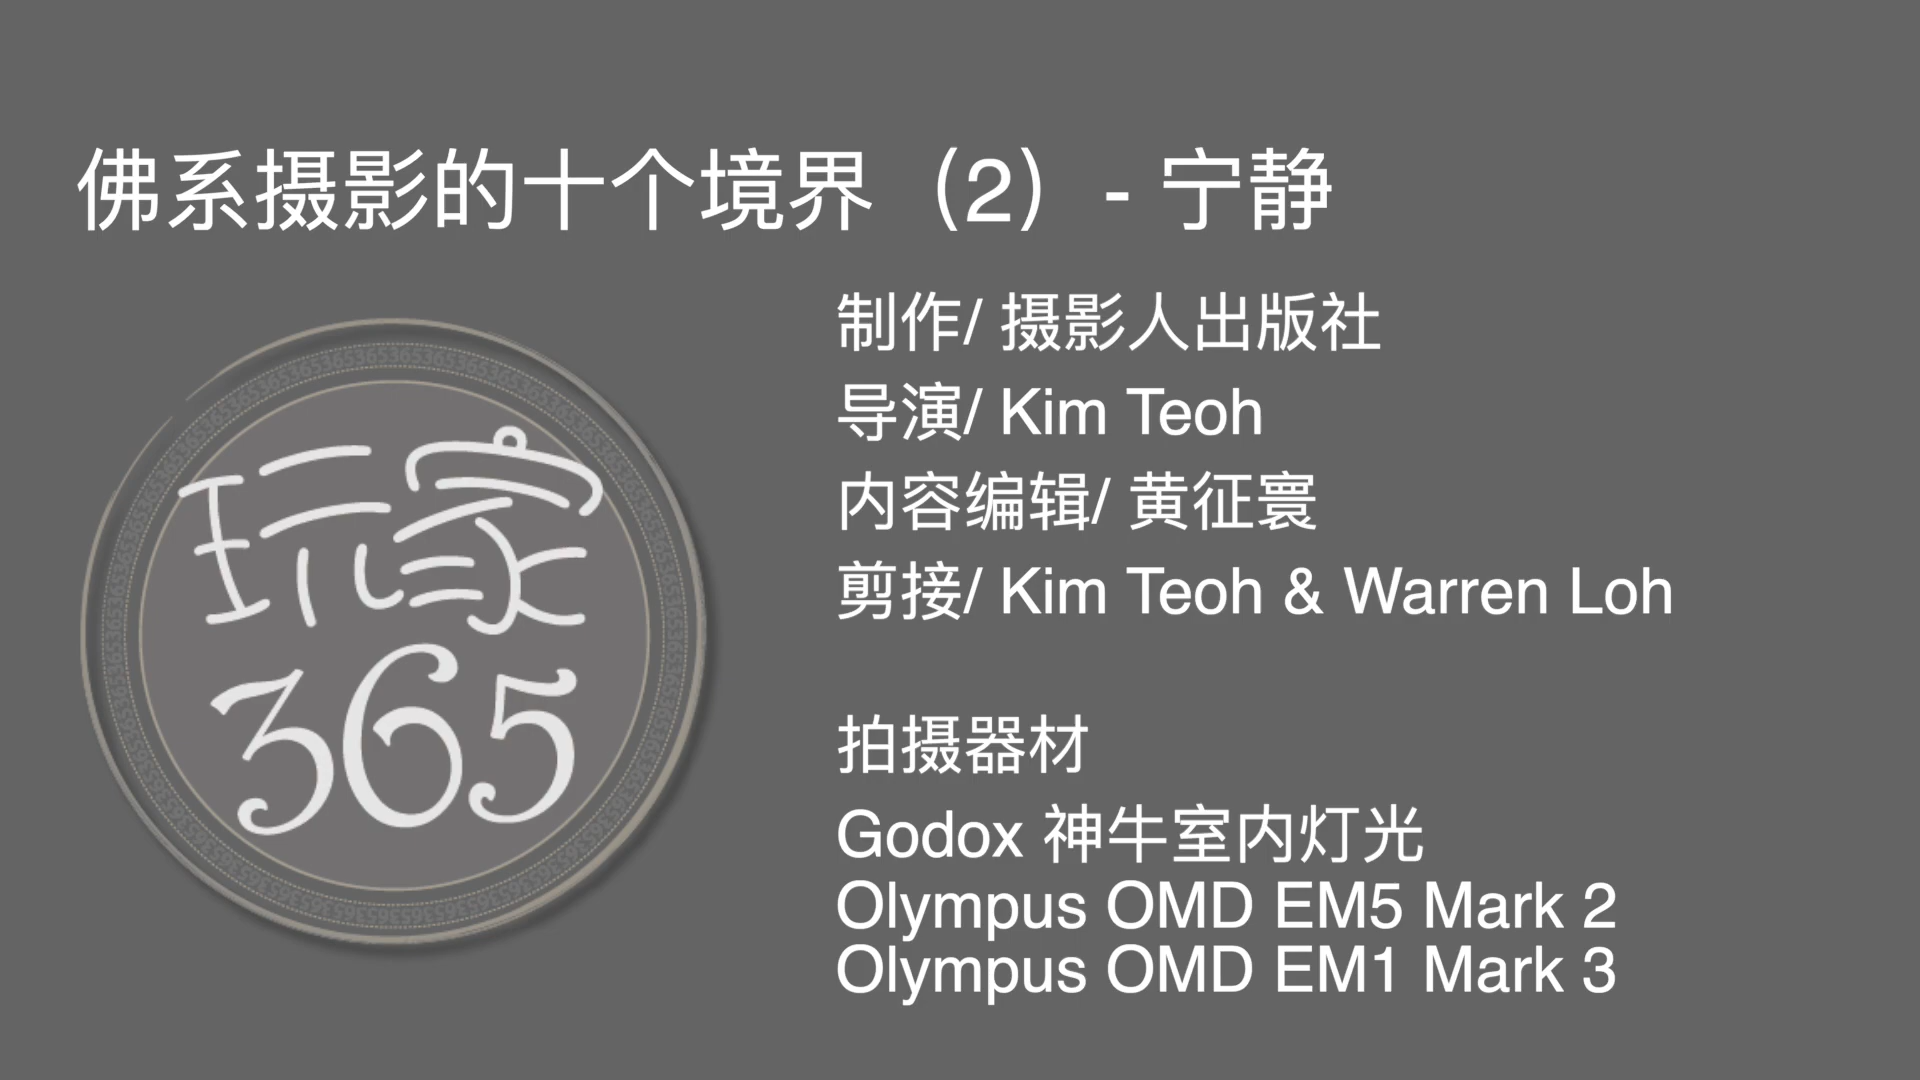 佛系摄影的十个境界（2）- 宁静
玩家
365
制作/ 摄影人出版社
导演/ Kim Teoh
内容编辑/ 黄征寰
剪接/ Kim Teoh & Warren Loh
拍摄器材
Godox 神牛室内灯光
Olympus OMD EM5 Mark 2
Olympus OMD EM1 Mark 3